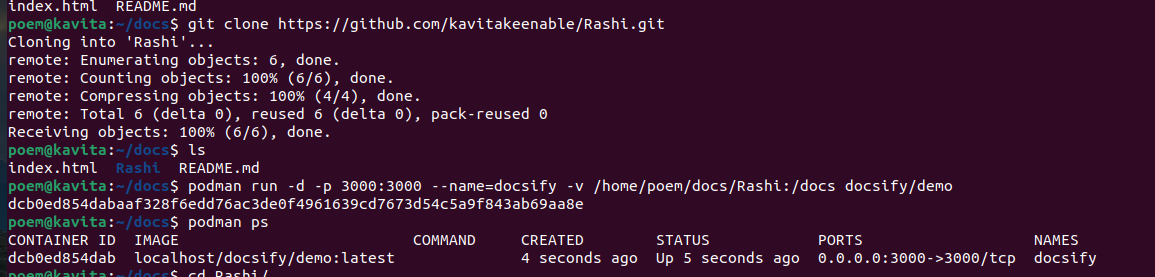 index.html  README.md
poem@kavita:~/docs$ git clone https://github.com/kavitakeenable/Rashi.git
Cloning into 'Rashi'...
remote: Enumerating objects: 6, done.
remote: Counting objects: 100% (6/6), done.
remote: Compressing objects: 100% (4/4), done.
remote: Total 6 (delta 0), reused 6 (delta 0), pack-reused 0
Receiving objects: 100% (6/6), done.
poem@kavita:~/docs$ ls
index.html  Rashi  README.md
poem@kavita:~/docs$ podman run -d -p 3000:3000 --name=docsify -v /home/poem/docs/Rashi:/docs docsify/demo
dcb0ed854dabaaf328f6edd76ac3de0f4961639cd7673d54c5a9f843ab69aa8e
poem@kavita:~/docs$ podman ps
CONTAINER ID  IMAGE                          COMMAND     CREATED        STATUS            PORTS                   NAMES
dcb0ed854dab  localhost/docsify/demo:latest              4 seconds ago  Up 5 seconds ago  0.0.0.0:3000->3000/tcp  docsify
poem@kavita:~/docs$ cd Rashi/